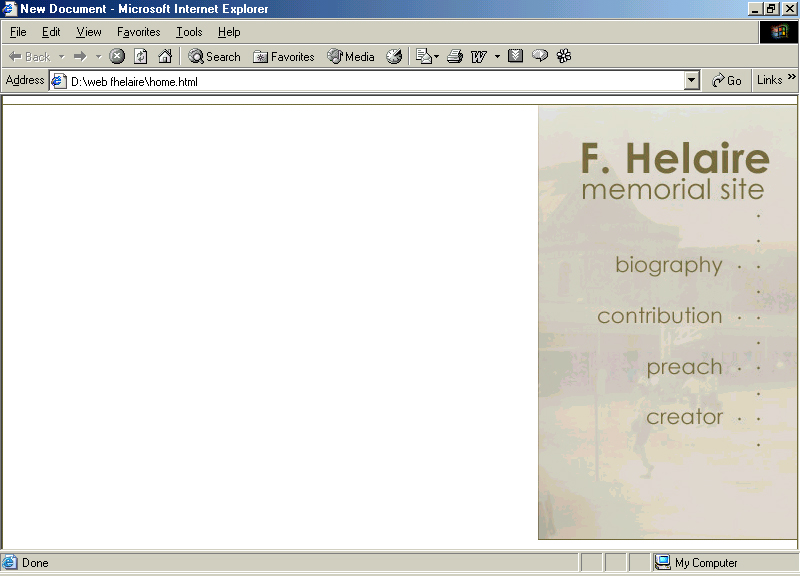 New Document - Microsoft Internet Explorer
File Edit View Favorites Tools Help
Back Search Favorites Media
Address D:\web fhelaire\home.html Go Links »
F. Helaire
memorial site
biography
contribution
preach
creator
Done My Computer